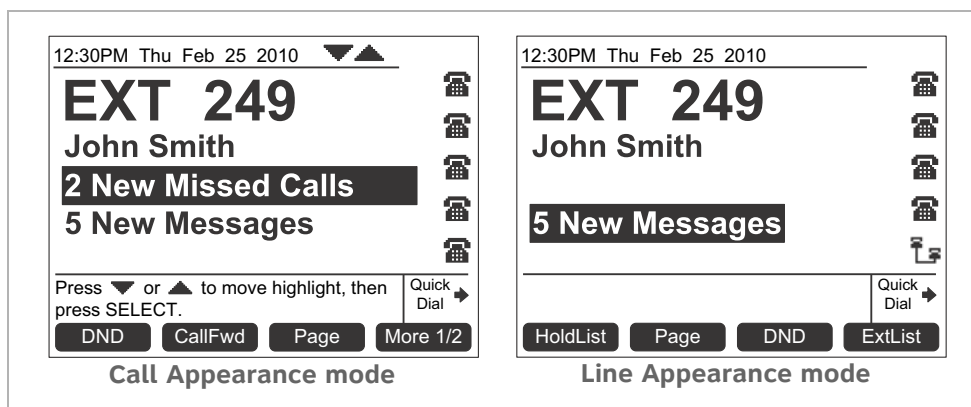 12:30PM Thu Feb 25 2010
EXT 249
John Smith
2 New Missed Calls
5 New Messages
Press ▼ or ▲ to move highlight, then
press SELECT.
Quick
Dial
DND CallFwd Page More 1/2
Call Appearance mode
12:30PM Thu Feb 25 2010
EXT 249
John Smith
5 New Messages
Quick
Dial
HoldList Page DND ExtList
Line Appearance mode